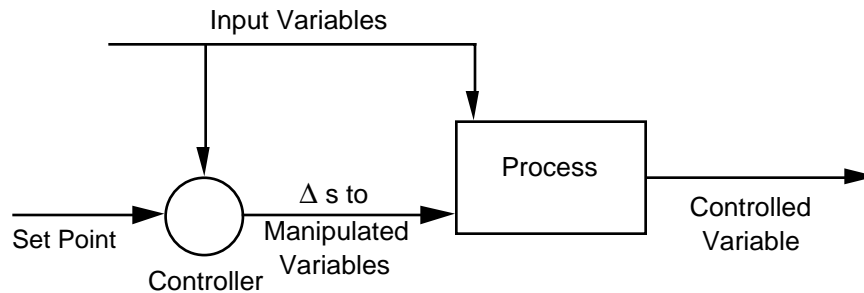 Input Variables
Process
Δ s to
Manipulated
Variables
Set Point
Controller
Controlled
Variable